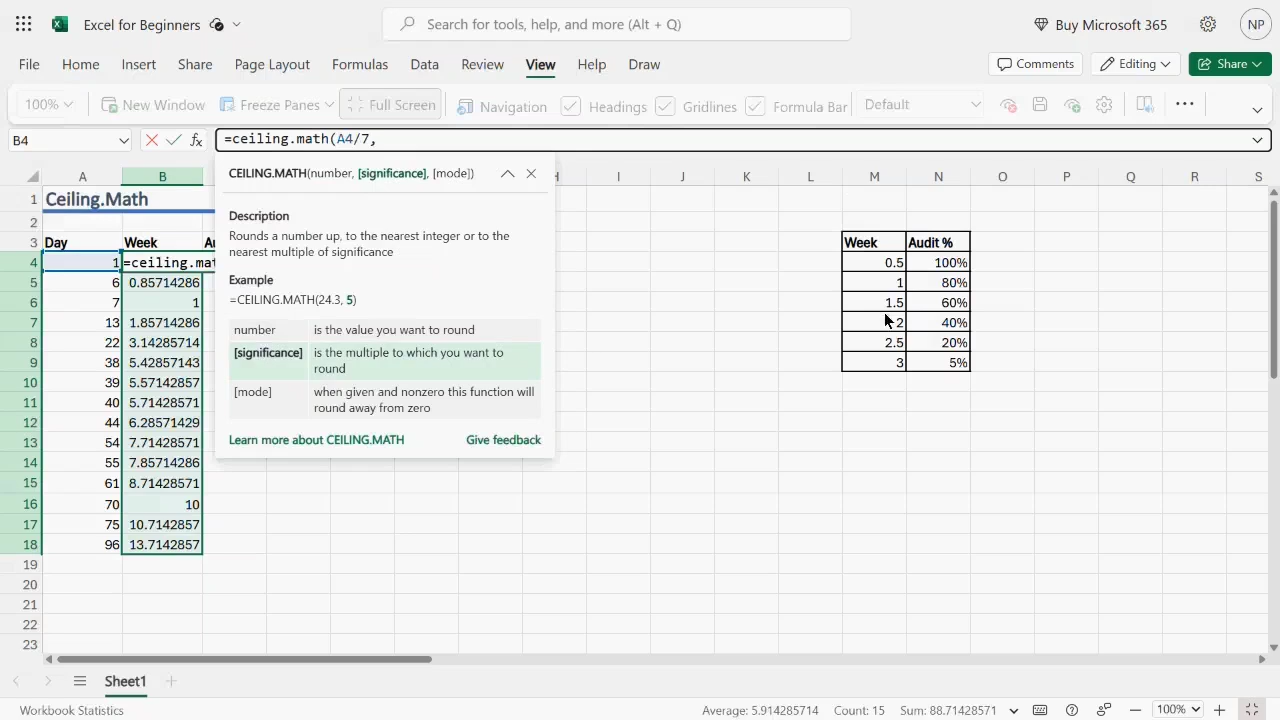 Excel for Beginners
Search for tools, help, and more (Alt + Q)
Buy Microsoft 365
NP
File Home Insert Share Page Layout Formulas Data Review View Help Draw
Comments Editing Share
100% New Window Freeze Panes Full Screen Navigation Headings Gridlines Formula Bar Default
B4 fx =ceiling.math(A4/7,
CEILING.MATH(number, [significance], [mode])
Description
Rounds a number up, to the nearest integer or to the
nearest multiple of significance
Example
=CEILING.MATH(24.3, 5)
number is the value you want to round
[significance] is the multiple to which you want to
round
[mode] when given and nonzero this function will
round away from zero
Learn more about CEILING.MATH Give feedback
A B H I J K L M N O P Q R S
1 Ceiling.Math
2
3 Day Week Au Week Audit %
4 1 =ceiling.mat 0.5 100%
5 6 0.85714286 1 80%
6 7 1 1.5 60%
7 13 1.85714286 2 40%
8 22 3.14285714 2.5 20%
9 38 5.42857143 3 5%
10 39 5.57142857
11 40 5.71428571
12 44 6.28571429
13 54 7.71428571
14 55 7.85714286
15 61 8.71428571
16 70 10
17 75 10.7142857
18 96 13.7142857
19
20
21
22
23
Sheet1
Workbook Statistics Average: 5.914285714 Count: 15 Sum: 88.71428571 100%